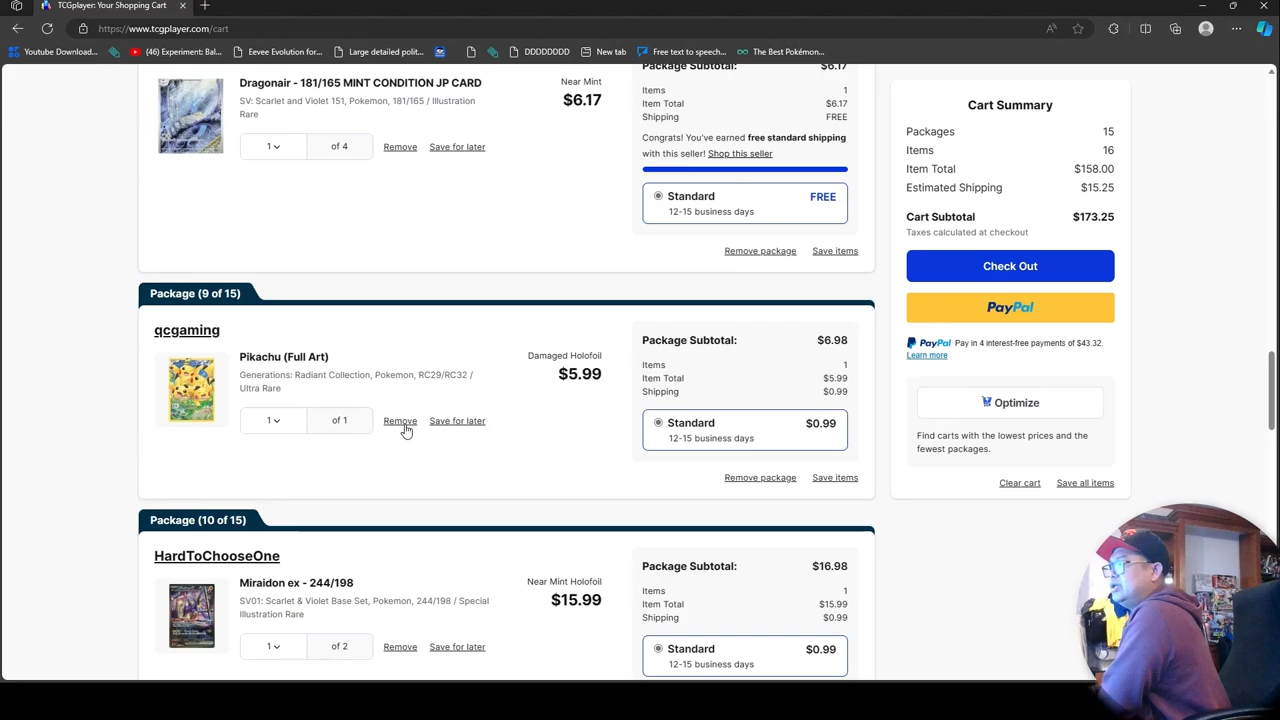 TCGplayer: Your Shopping Cart
https://www.tcgplayer.com/cart
Youtube Download...
(46) Experiment: Bal...
Eevee Evolution for...
Large detailed polit...
DDDDDDD
New tab
Free text to speech...
The Best Pokémon...
Dragonair - 181/165 MINT CONDITION JP CARD
SV: Scarlet and Violet 151, Pokemon, 181/165 / Illustration
Rare
Near Mint
$6.17
1
of 4
Remove
Save for later
Package Subtotal:
$6.17
Items
1
Item Total
$6.17
Shipping
FREE
Congrats! You've earned free standard shipping
with this seller! Shop this seller
Standard
FREE
12-15 business days
Remove package
Save items
Package (9 of 15)
qcgaming
Pikachu (Full Art)
Generations: Radiant Collection, Pokemon, RC29/RC32 /
Ultra Rare
Damaged Holofoil
$5.99
1
of 1
Remove
Save for later
Package Subtotal:
$6.98
Items
1
Item Total
$5.99
Shipping
$0.99
Standard
$0.99
12-15 business days
Remove package
Save items
Package (10 of 15)
HardToChooseOne
Miraidon ex - 244/198
SV01: Scarlet & Violet Base Set, Pokemon, 244/198 / Special
Illustration Rare
Near Mint Holofoil
$15.99
1
of 2
Remove
Save for later
Package Subtotal:
$16.98
Items
1
Item Total
$15.99
Shipping
$0.99
Standard
$0.99
12-15 business days
Cart Summary
Packages
15
Items
16
Item Total
$158.00
Estimated Shipping
$15.25
Cart Subtotal
$173.25
Taxes calculated at checkout
Check Out
PayPal
PayPal Pay in 4 interest-free payments of $43.32.
Learn more
Optimize
Find carts with the lowest prices and the
fewest packages.
Clear cart
Save all items